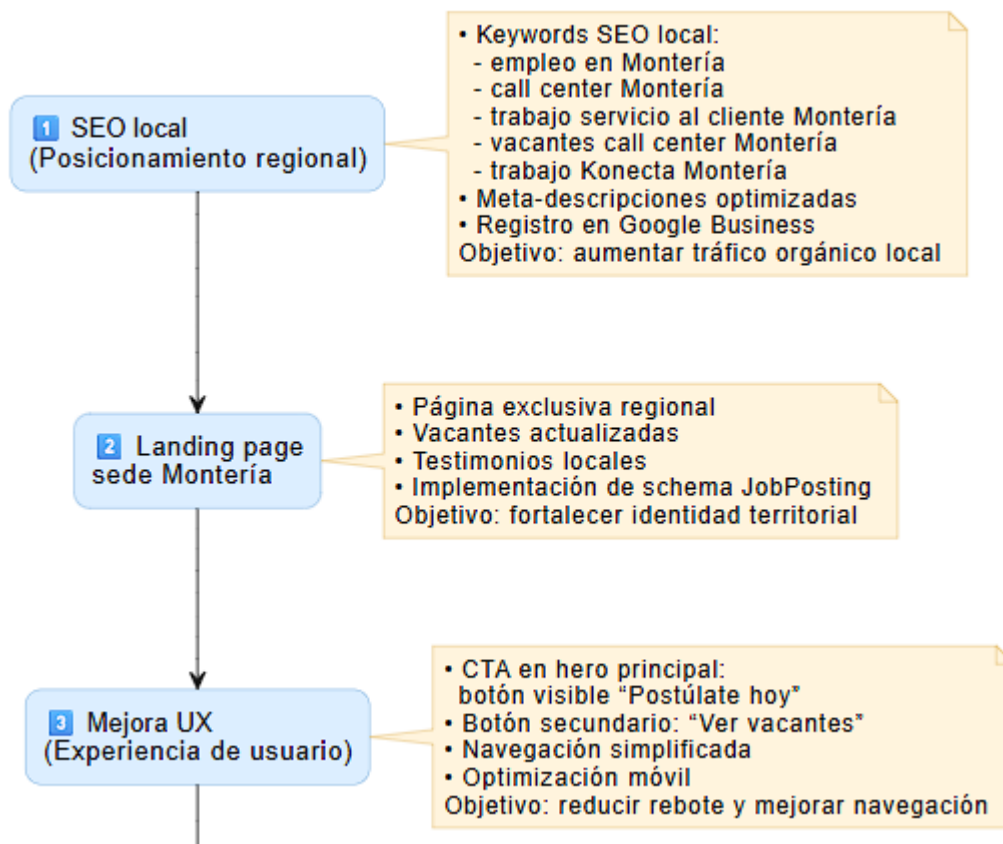 1 SEO local
(Posicionamiento regional)
• Keywords SEO local:
- empleo en Montería
- call center Montería
- trabajo servicio al cliente Montería
- vacantes call center Montería
- trabajo Konecta Montería
• Meta-descripciones optimizadas
• Registro en Google Business
Objetivo: aumentar tráfico orgánico local
2 Landing page
sede Montería
• Página exclusiva regional
• Vacantes actualizadas
• Testimonios locales
• Implementación de schema JobPosting
Objetivo: fortalecer identidad territorial
3 Mejora UX
(Experiencia de usuario)
• CTA en hero principal:
botón visible “Postúlate hoy”
• Botón secundario: “Ver vacantes”
• Navegación simplificada
• Optimización móvil
Objetivo: reducir rebote y mejorar navegación